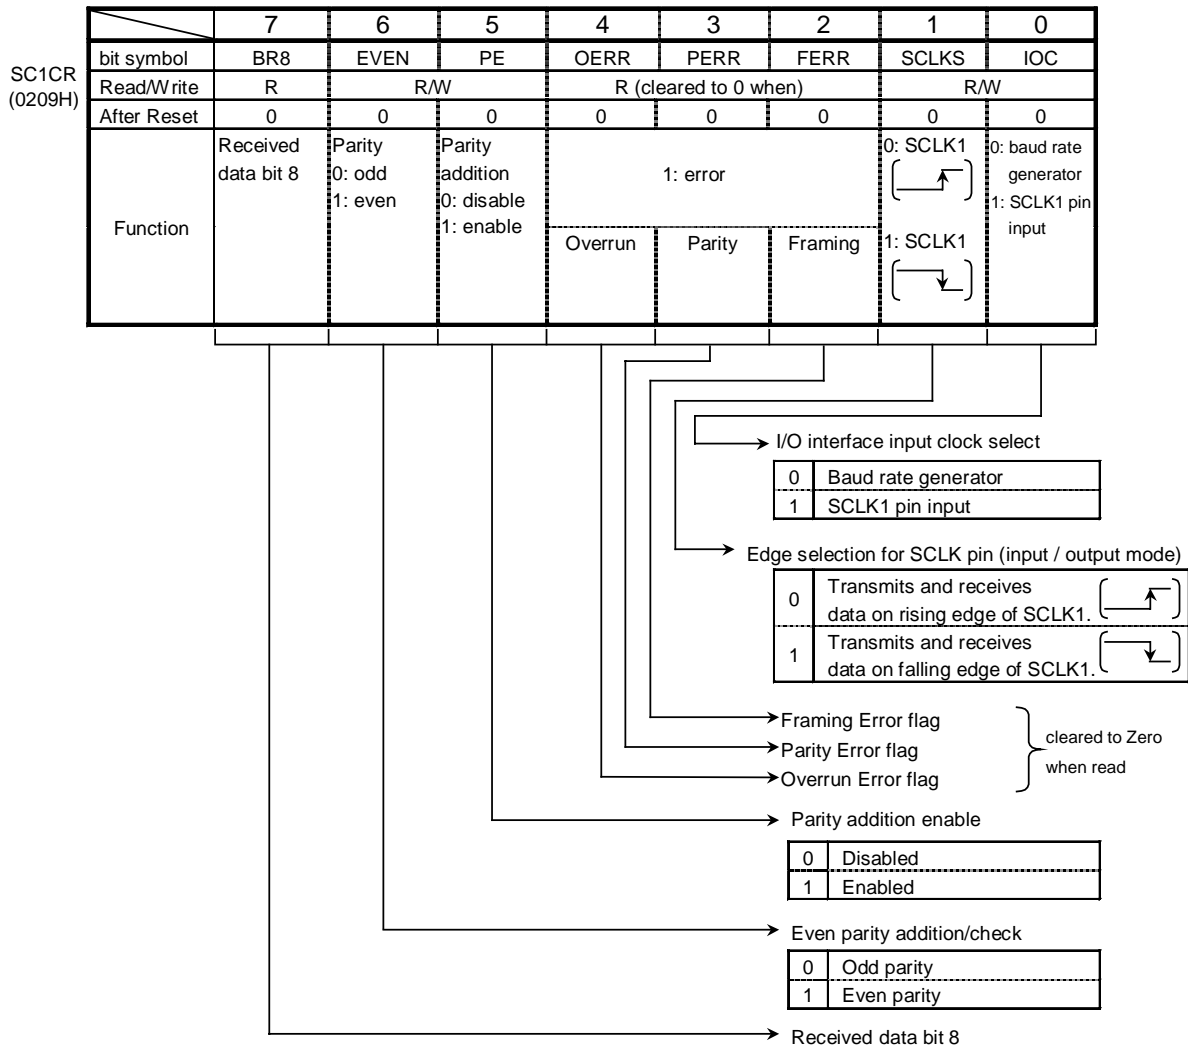 7 6 5 4 3 2 1 0
bit symbol BR8 EVEN PE OERR PERR FERR SCLKS IOC
SC1CR
(0209H)
Read/Write R R/W R (cleared to 0 when) R/W
After Reset 0 0 0 0 0 0 0 0
Function
Received
data bit 8
Parity
0: odd
1: even
Parity
addition
0: disable
1: enable
1: error
Overrun Parity Framing
0: SCLK1
1: SCLK1
0: baud rate
generator
1: SCLK1 pin
input
I/O interface input clock select
0 Baud rate generator
1 SCLK1 pin input
Edge selection for SCLK pin (input / output mode)
0 Transmits and receives
data on rising edge of SCLK1.
1 Transmits and receives
data on falling edge of SCLK1.
Framing Error flag
Parity Error flag
Overrun Error flag
cleared to Zero
when read
Parity addition enable
0 Disabled
1 Enabled
Even parity addition/check
0 Odd parity
1 Even parity
Received data bit 8